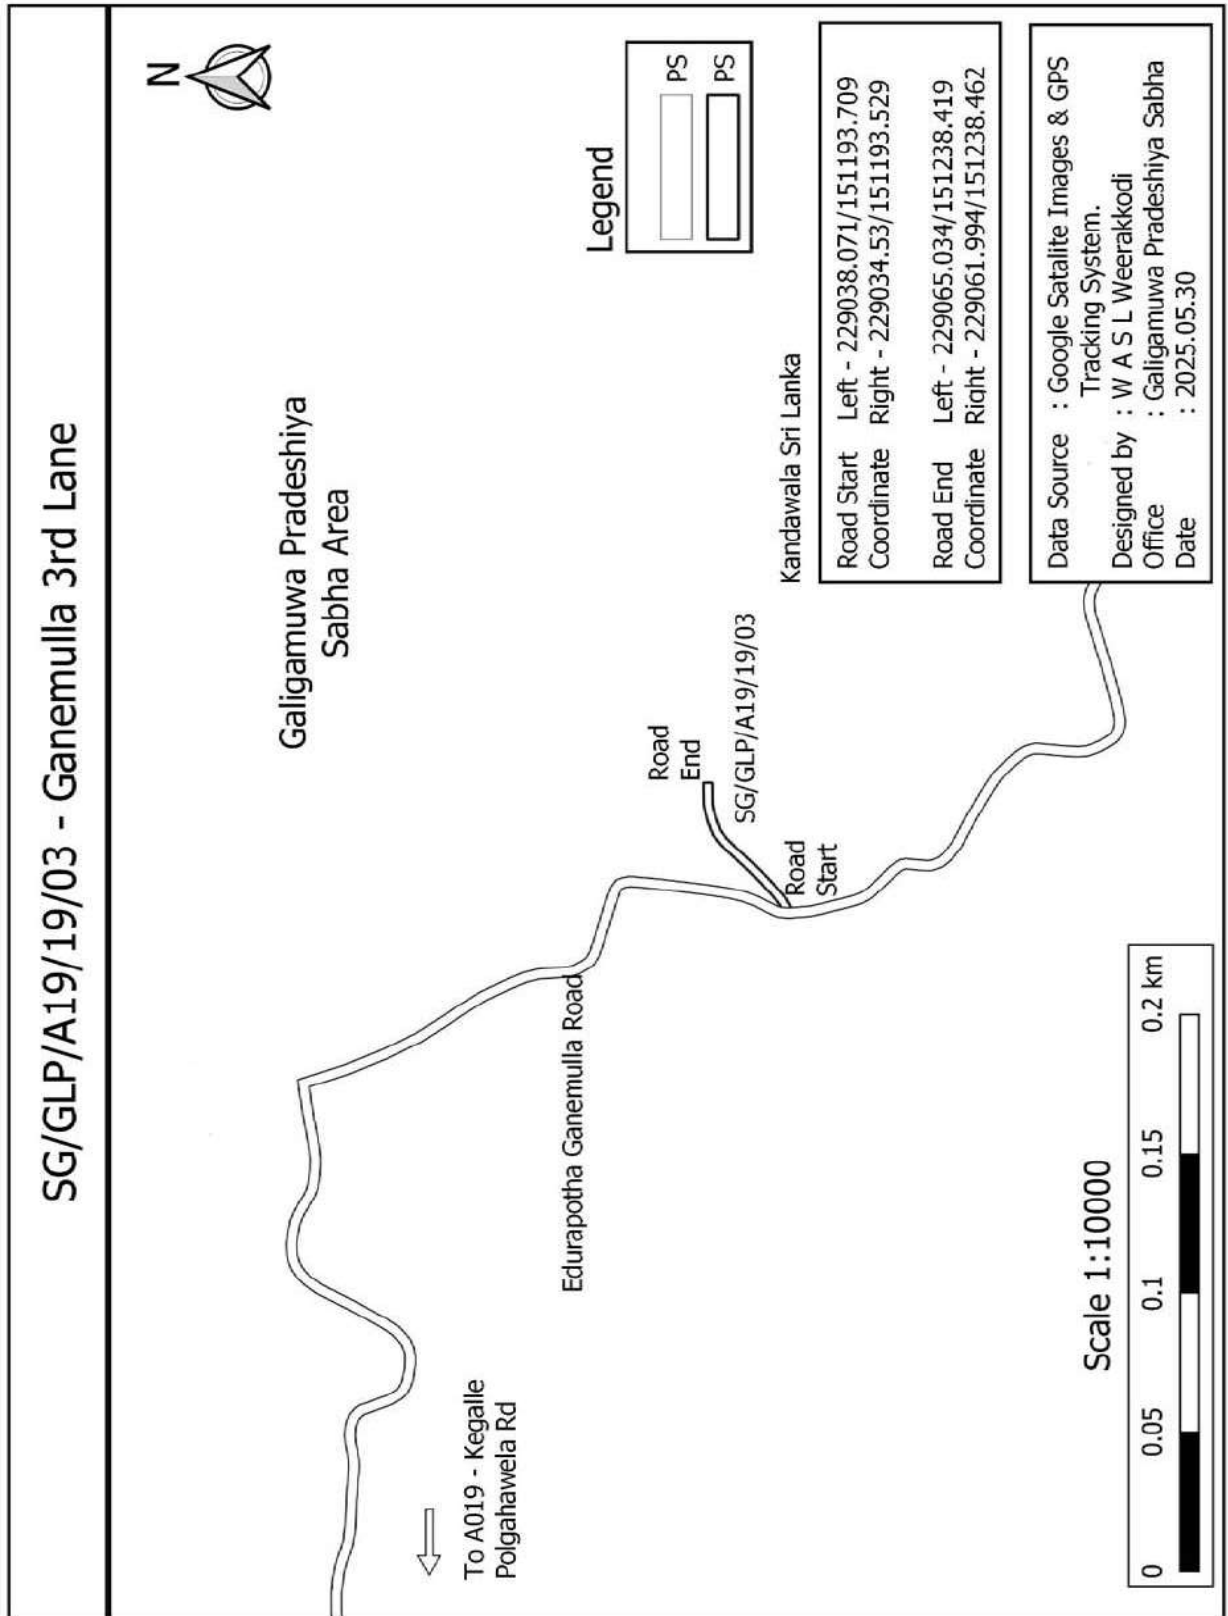 SG/GLP/A19/19/03 - Ganemulla 3rd Lane
N
Galigamuwa Pradeshiya
Sabha Area
Legend
PS
PS
Road
End
SG/GLP/A19/19/03
Road
Start
Edurapotha Ganemulla Road
To A019 - Kegalle
Polgahawela Rd
Kandawala Sri Lanka
Road Start Left - 229038.071/151193.709
Coordinate Right - 229034.53/151193.529
Road End Left - 229065.034/151238.419
Coordinate Right - 229061.994/151238.462
Data Source : Google Satalite Images & GPS
Tracking System.
Designed by : W A S L Weerakkodi
Office : Galigamuwa Pradeshiya Sabha
Date : 2025.05.30
Scale 1:10000
0 0.05 0.1 0.15 0.2 km